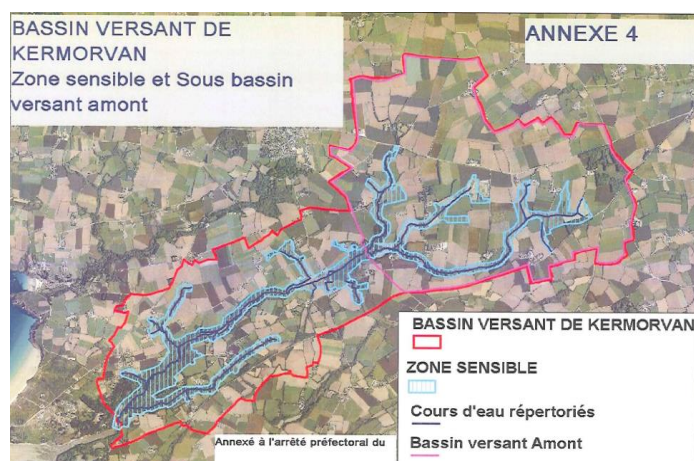 BASSIN VERSANT DE
KERMORVAN
Zone sensible et Sous bassin
versant amont
ANNEXE 4
BASSIN VERSANT DE KERMORVAN
ZONE SENSIBLE
Cours d'eau répertoriés
Bassin versant Amont
Annexé à l'arrêté préfectoral du